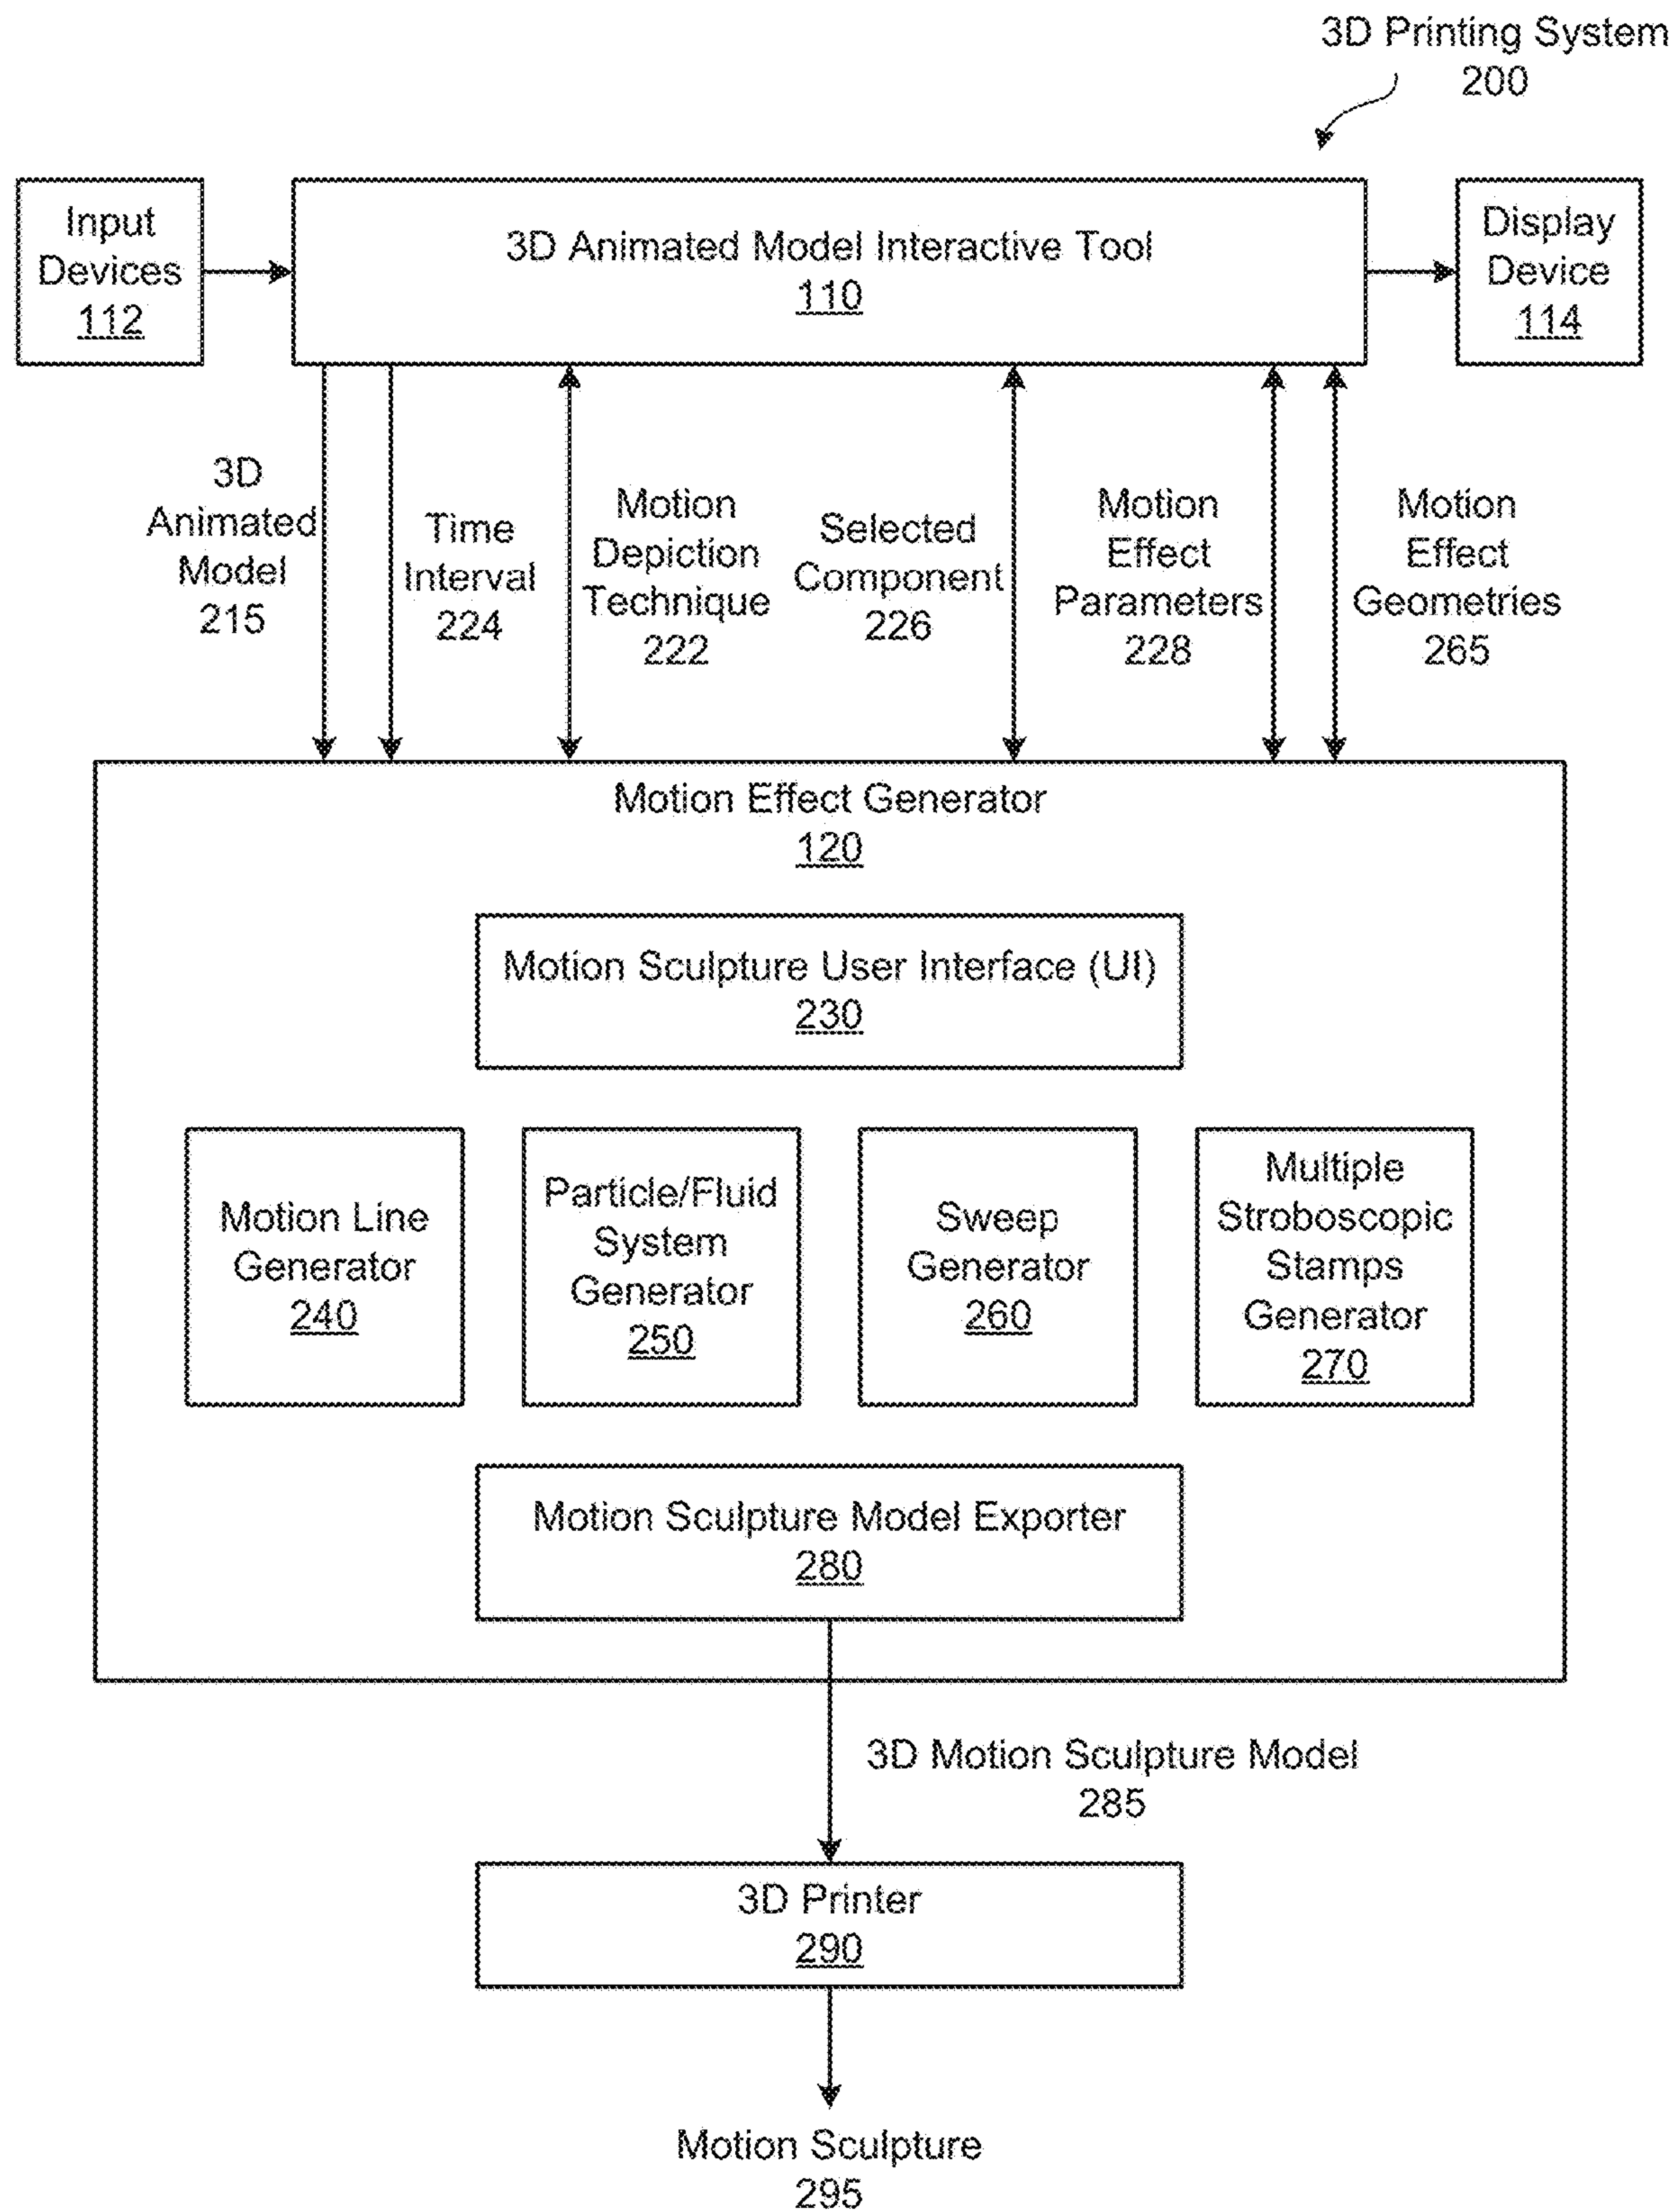 3D Printing System
200
Input
Devices
112
3D Animated Model Interactive Tool
110
Display
Device
114
3D
Animated
Model
215
Time
Interval
224
Motion
Depiction
Technique
222
Selected
Component
226
Motion
Effect
Parameters
228
Motion
Effect
Geometries
265
Motion Effect Generator
120
Motion Sculpture User Interface (UI)
230
Motion Line
Generator
240
Particle/Fluid
System
Generator
250
Sweep
Generator
260
Multiple
Stroboscopic
Stamps
Generator
270
Motion Sculpture Model Exporter
280
3D Motion Sculpture Model
285
3D Printer
290
Motion Sculpture
295